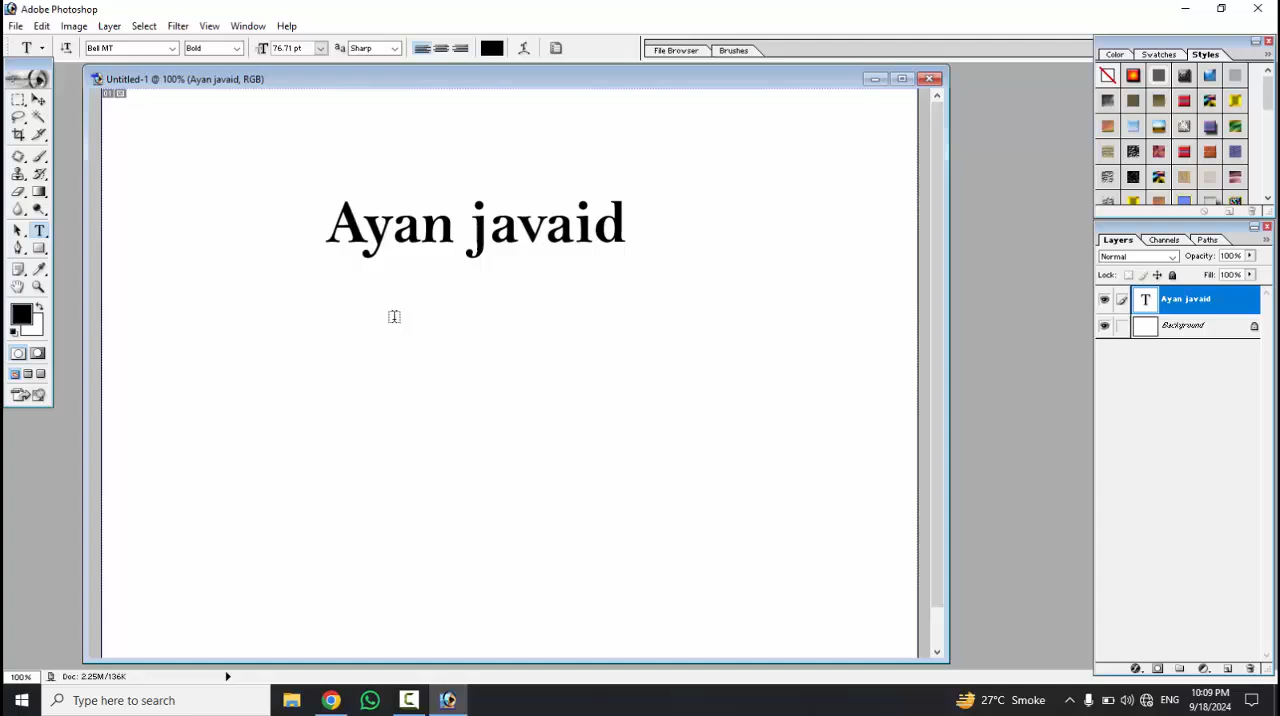 Adobe Photoshop
File Edit Image Layer Select Filter View Window Help
Bell MT Bold 76.71 pt Sharp
File Browser Brushes
Untitled-1 @ 100% (Ayan javaid, RGB)
Ayan javaid
Color Swatches Styles
Layers Channels Paths
Normal Opacity: 100%
Lock: Fill: 100%
Ayan javaid
Background
100% Doc: 2.25M/136K
Type here to search
27°C Smoke
ENG
10:09 PM
9/18/2024